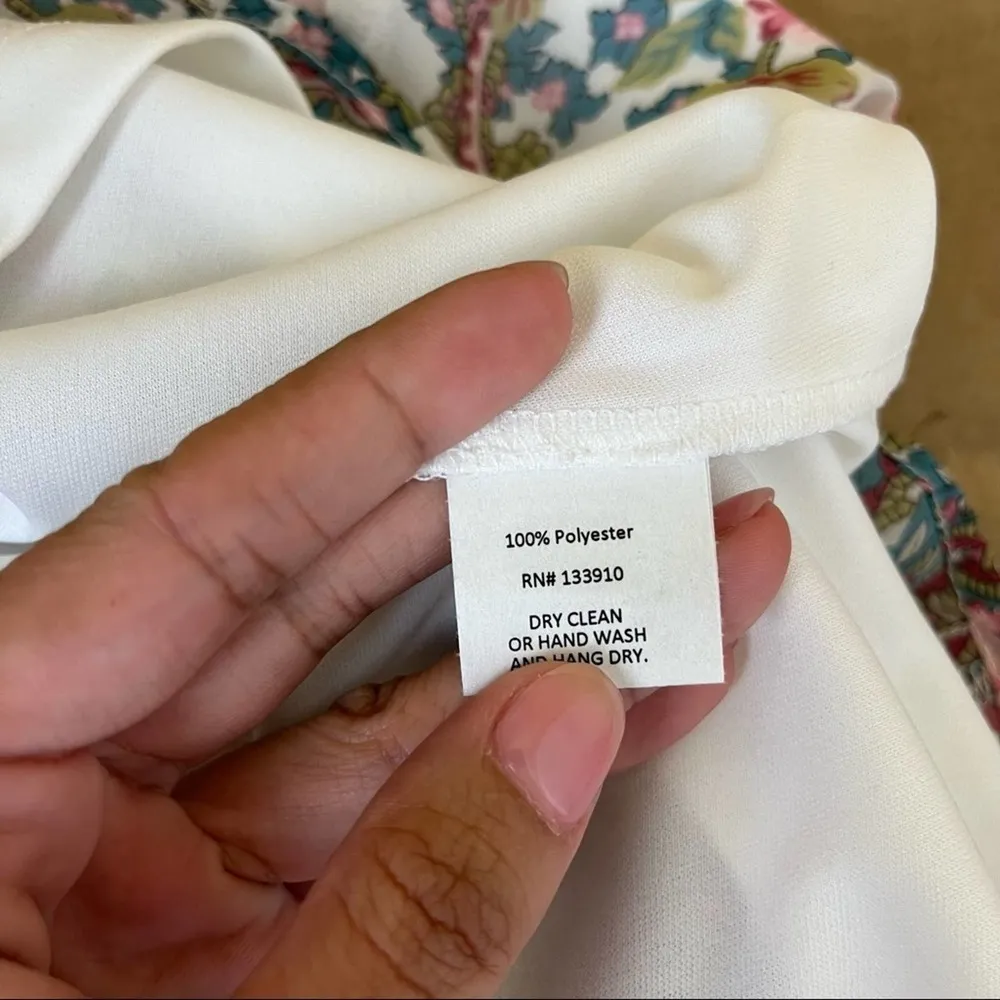 100% Polyester
RN# 133910
DRY CLEAN
OR HAND WASH
AND HANG DRY.